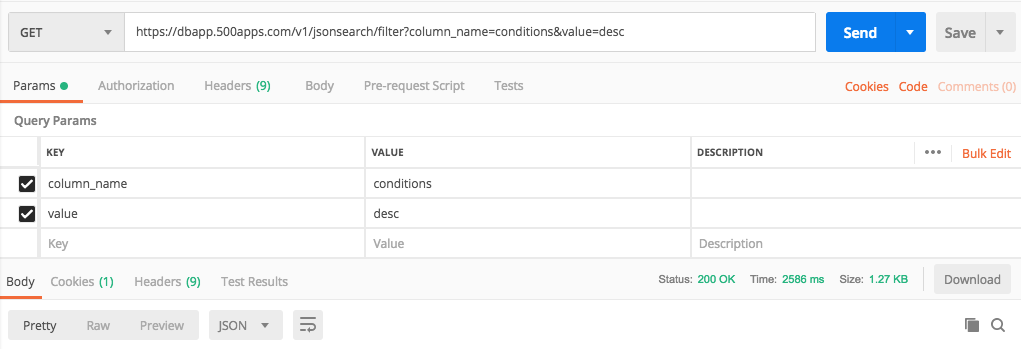 GET https://dbapp.500apps.com/v1/jsonsearch/filter?column_name=conditions&value=desc Send Save
Params Authorization Headers (9) Body Pre-request Script Tests Cookies Code Comments (0)
Query Params
KEY VALUE DESCRIPTION ••• Bulk Edit
column_name conditions
value desc
Key Value Description
Body Cookies (1) Headers (9) Test Results Status: 200 OK Time: 2586 ms Size: 1.27 KB Download
Pretty Raw Preview JSON